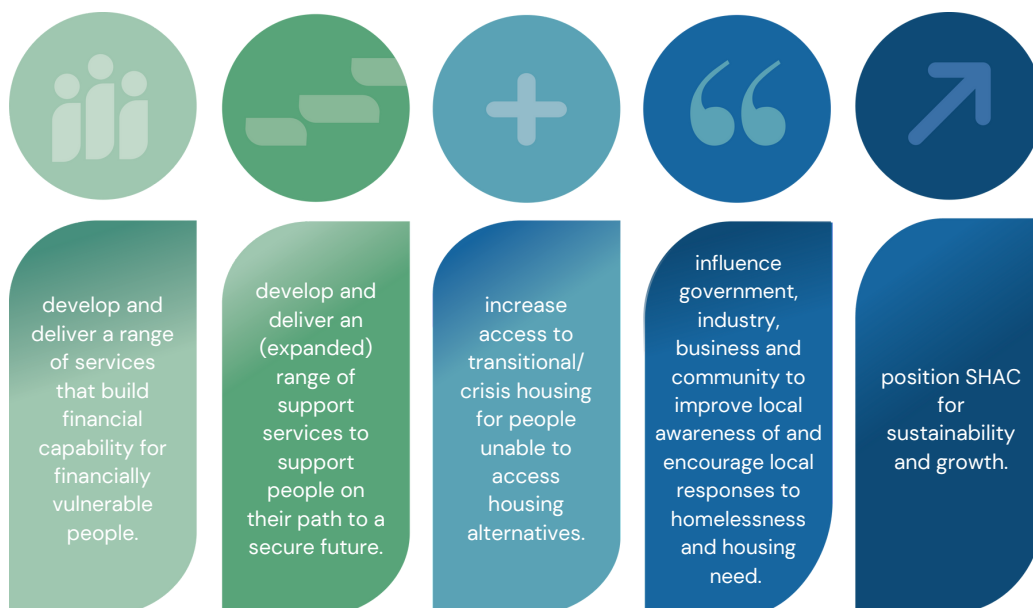 develop and
deliver a range
of services
that build
financial
capability for
financially
vulnerable
people.
develop and
deliver an
(expanded)
range of
support
services to
support
people on
their path to a
secure future.
increase
access to
transitional/
crisis housing
for people
unable to
access
housing
alternatives.
influence
government,
industry,
business and
community to
improve local
awareness of and
encourage local
responses to
homelessness
and housing
need.
position SHAC
for
sustainability
and growth.